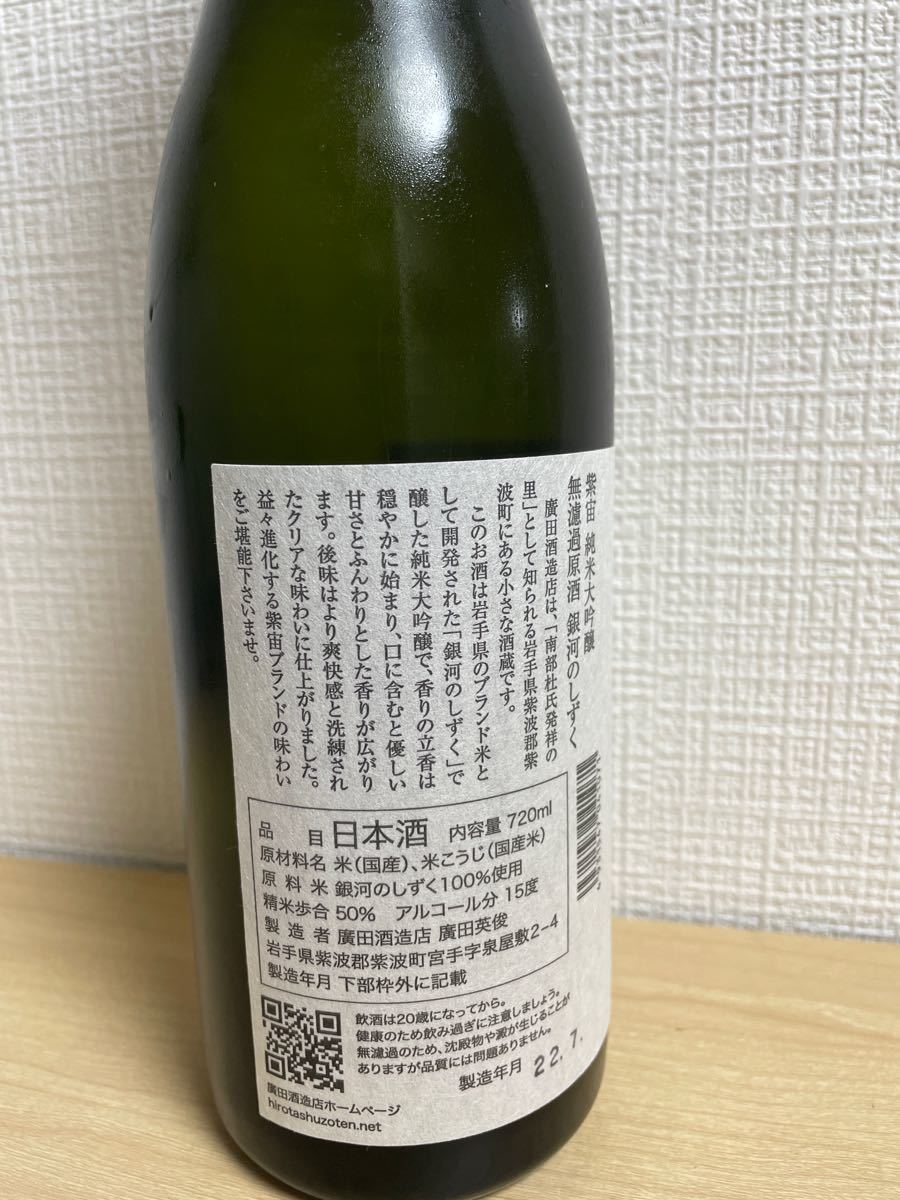 紫宙 純米大吟醸
無濾過原酒 銀河のしずく
廣田酒造店は、「南部杜氏発祥の
里」として知られる岩手県紫波郡紫
波町にある小さな酒蔵です。
このお酒は岩手県のブランド米と
して開発された「銀河のしずく」で
醸した純米大吟醸で、香りの立香は
穏やかに始まり、口に含むと優しい
甘さとふんわりとした香りが広がり
ます。後味はより爽快感と洗練され
たクリアな味わいに仕上がりました。
益々進化する紫宙ブランドの味わい
をご堪能下さいませ。
品目 日本酒 内容量 720ml
原材料名 米(国産)、米こうじ(国産米)
原料米 銀河のしずく100%使用
精米歩合 50% アルコール分 15度
製造者 廣田酒造店 廣田英俊
岩手県紫波郡紫波町宮手字泉屋敷2-4
製造年月 下部枠外に記載
飲酒は20歳になってから。
健康のため飲み過ぎに注意しましょう。
無濾過のため、沈殿物や澱が生じることが
ありますが品質には問題ありません。
製造年月 22.7.
廣田酒造店ホームページ
hirotashuzoten.net